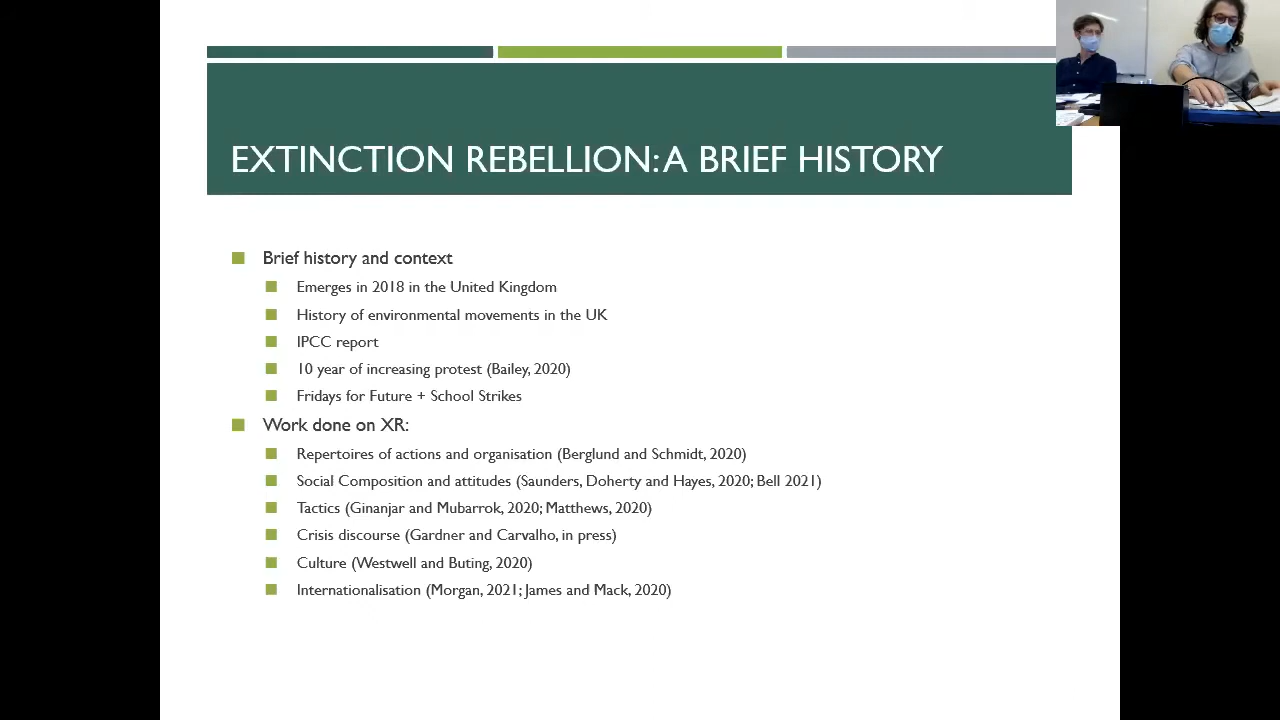 EXTINCTION REBELLION: A BRIEF HISTORY
Brief history and context
Emerges in 2018 in the United Kingdom
History of environmental movements in the UK
IPCC report
10 year of increasing protest (Bailey, 2020)
Fridays for Future + School Strikes
Work done on XR:
Repertoires of actions and organisation (Berglund and Schmidt, 2020)
Social Composition and attitudes (Saunders, Doherty and Hayes, 2020; Bell 2021)
Tactics (Ginanjar and Mubarrok, 2020; Matthews, 2020)
Crisis discourse (Gardner and Carvalho, in press)
Culture (Westwell and Buting, 2020)
Internationalisation (Morgan, 2021; James and Mack, 2020)